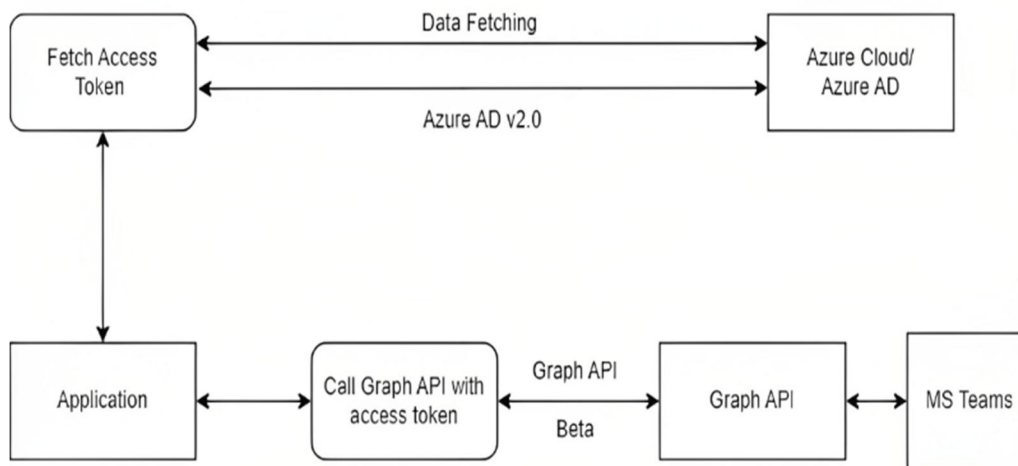 Data Fetching
Fetch Access
Token
Azure Cloud/
Azure AD
Azure AD v2.0
Application
Call Graph API with
access token
Graph API
Beta
Graph API
MS Teams